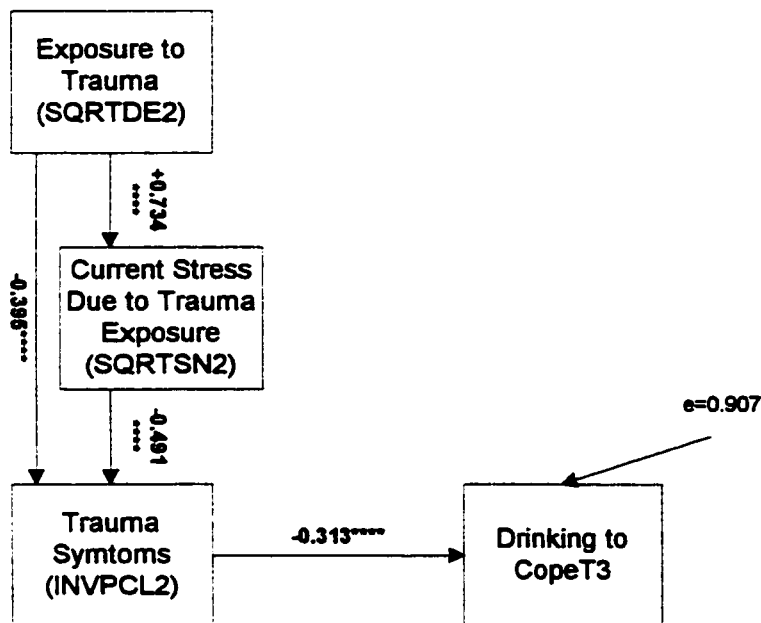 Exposure to
Trauma
(SQRTDE2)
+0.734
****
-0.395****
Current Stress
Due to Trauma
Exposure
(SQRTSN2)
-0.491
****
e=0.907
Trauma
Symtoms
(INVPCL2)
-0.313****
Drinking to
CopeT3